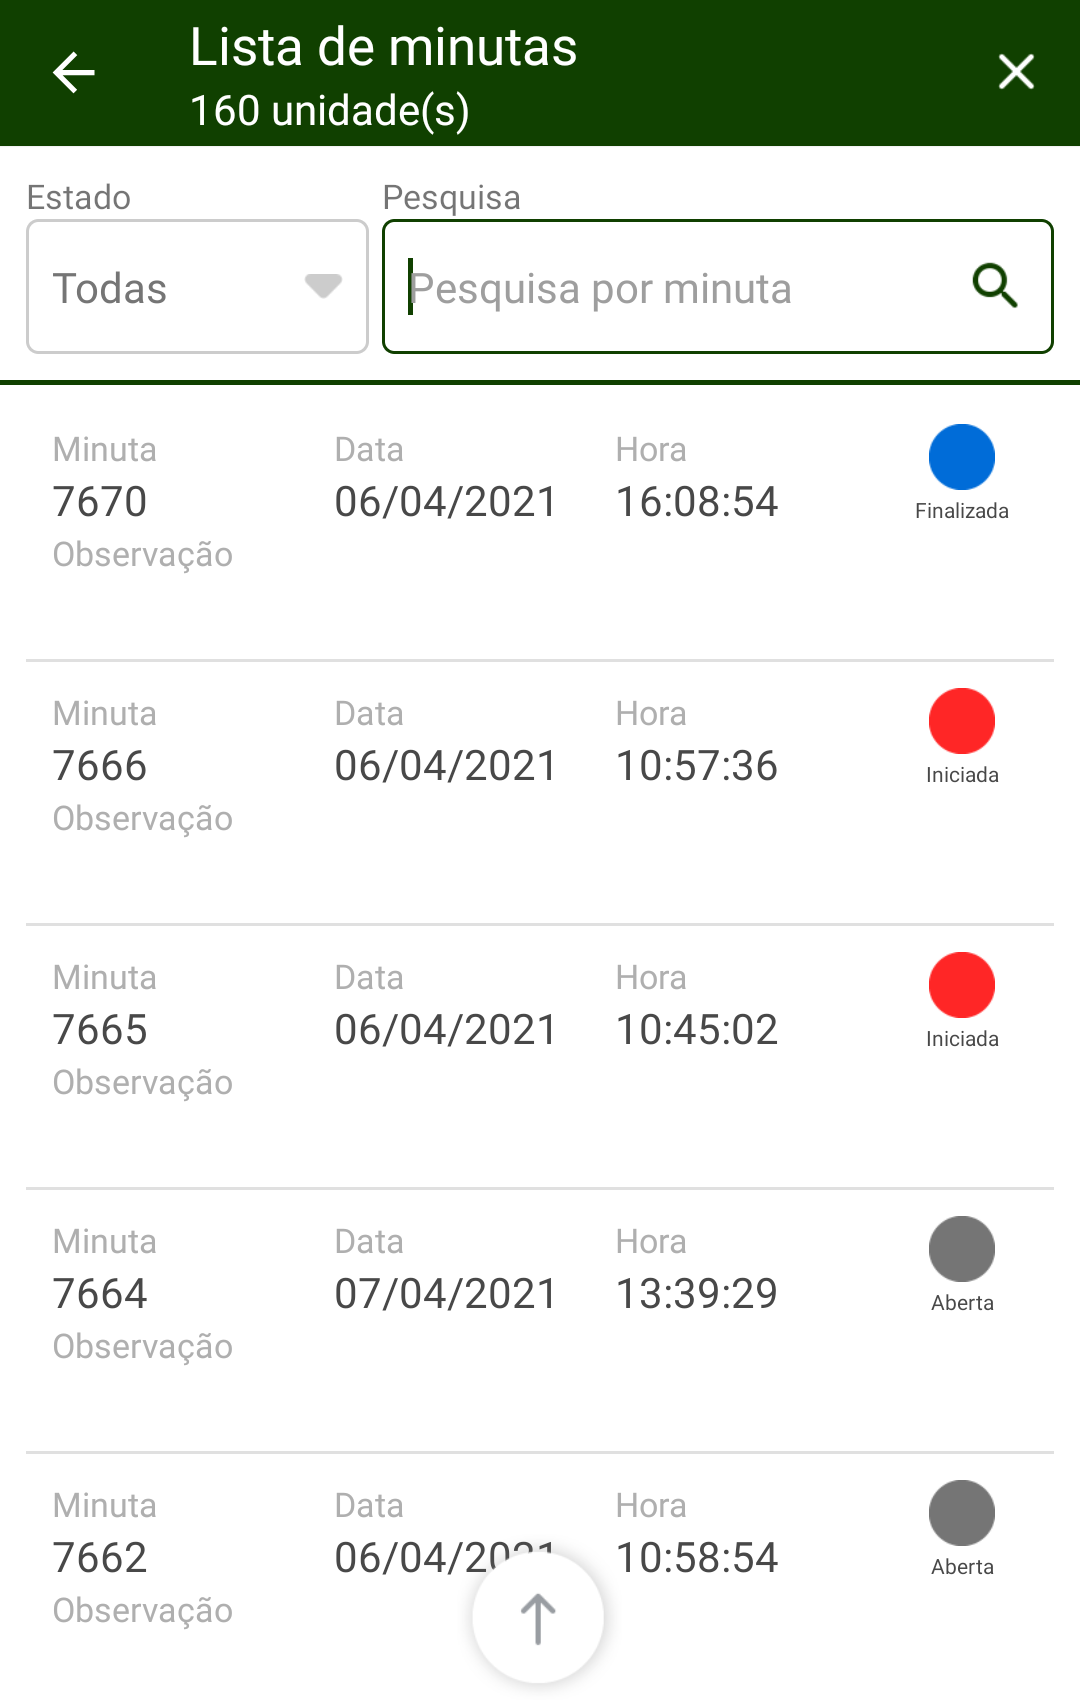 Lista de minutas
160 unidade(s)
Estado Pesquisa
Todas Pesquisa por minuta
Minuta Data Hora
7670 06/04/2021 16:08:54 Finalizada
Observação
Minuta Data Hora
7666 06/04/2021 10:57:36 Iniciada
Observação
Minuta Data Hora
7665 06/04/2021 10:45:02 Iniciada
Observação
Minuta Data Hora
7664 07/04/2021 13:39:29 Aberta
Observação
Minuta Data Hora
7662 06/04/2021 10:58:54 Aberta
Observação